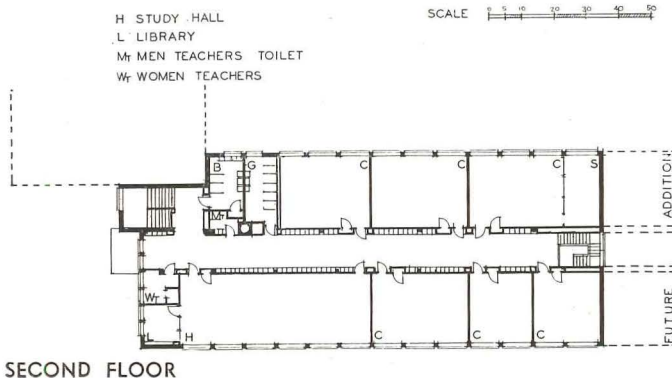 H STUDY HALL
L LIBRARY
MT MEN TEACHERS TOILET
WT WOMEN TEACHERS
SCALE 0 5 10 20 30 40 50
B G C C C S
MT
ADDITION
WT
L H C C C
FUTURE
SECOND FLOOR